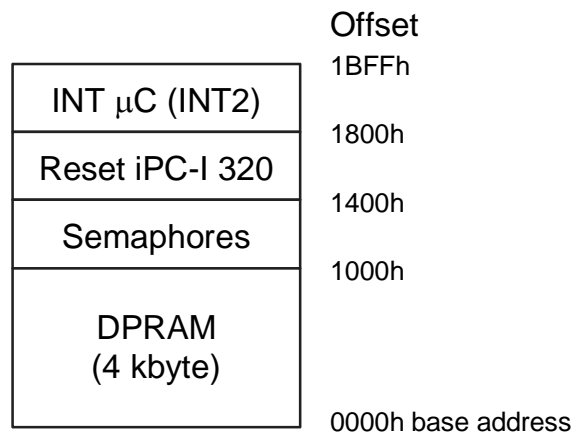 Offset
1BFFh
INT μC (INT2)
1800h
Reset iPC-I 320
1400h
Semaphores
1000h
DPRAM
(4 kbyte)
0000h base address